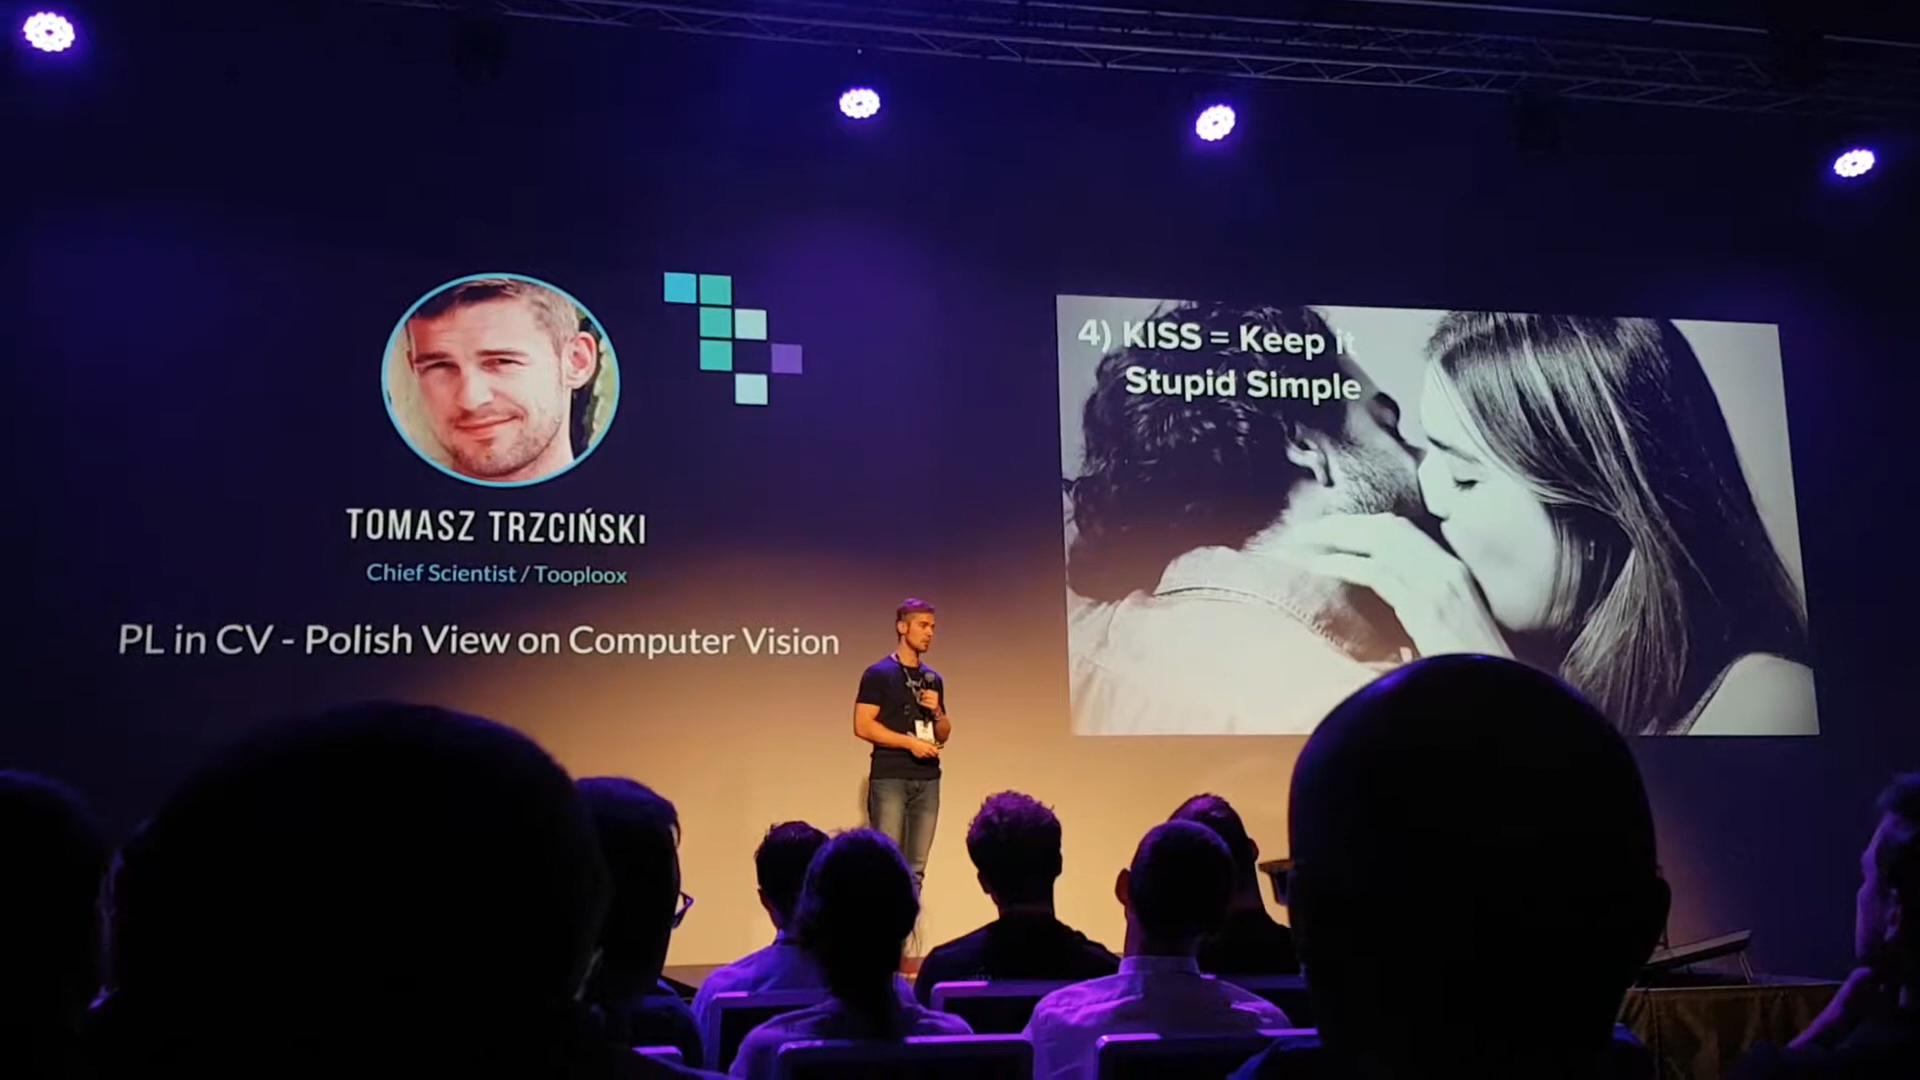 TOMASZ TRZCIŃSKI
Chief Scientist / Tooploox
PL in CV - Polish View on Computer Vision
4) KISS = Keep it
Stupid Simple